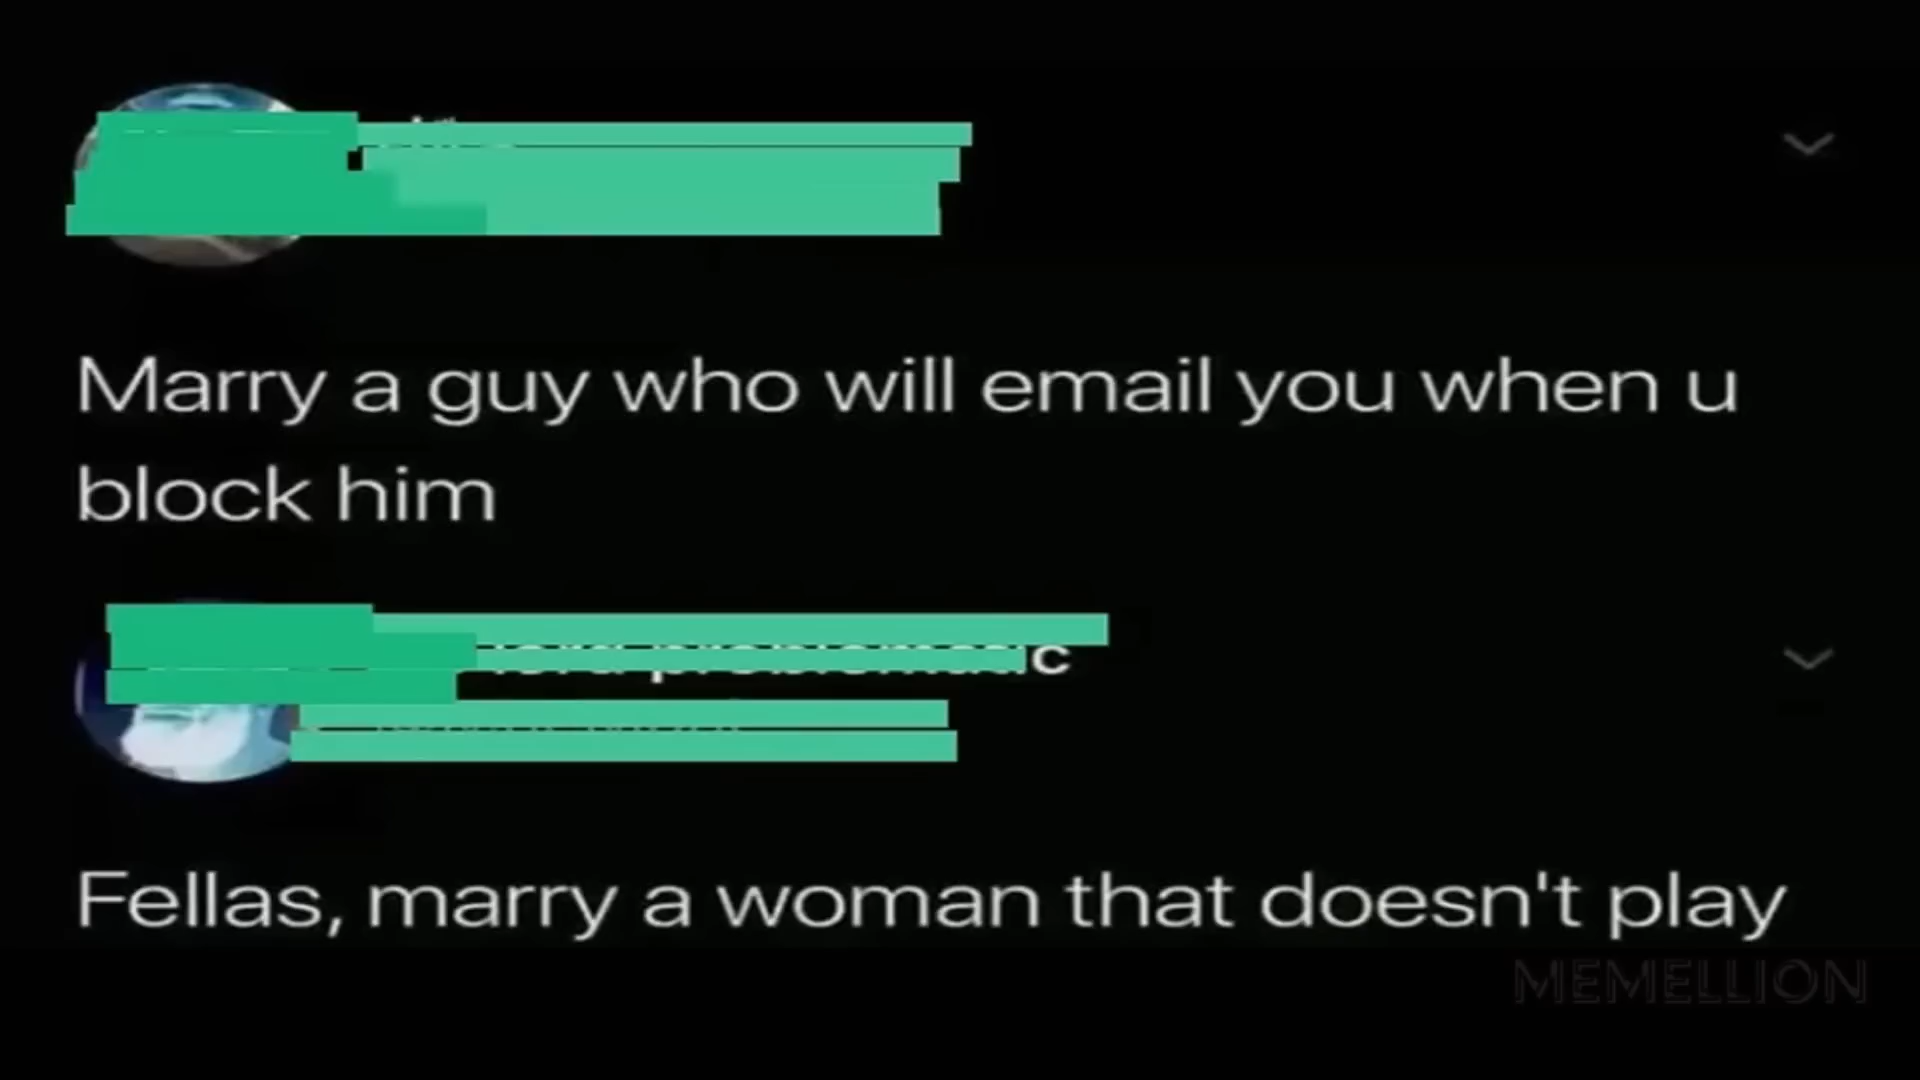 Marry a guy who will email you when u
block him
Fellas, marry a woman that doesn't play
MEMELLION